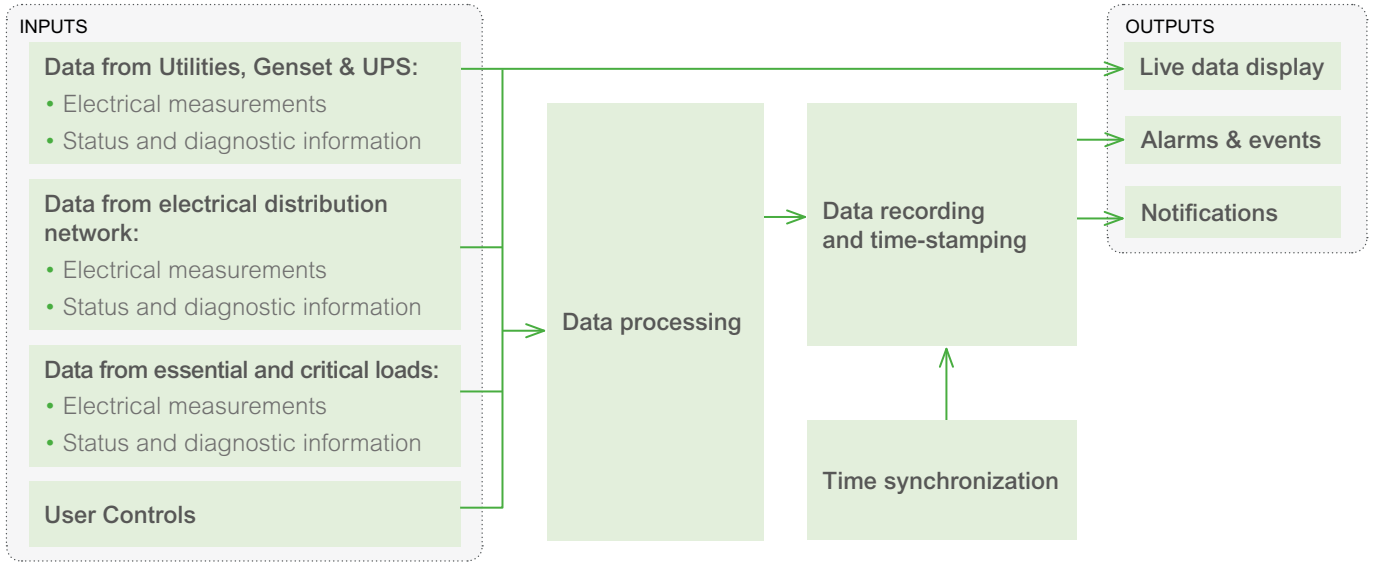 INPUTS
Data from Utilities, Genset & UPS:
• Electrical measurements
• Status and diagnostic information
Data from electrical distribution
network:
• Electrical measurements
• Status and diagnostic information
Data from essential and critical loads:
• Electrical measurements
• Status and diagnostic information
User Controls
Data processing
Data recording
and time-stamping
Time synchronization
OUTPUTS
Live data display
Alarms & events
Notifications